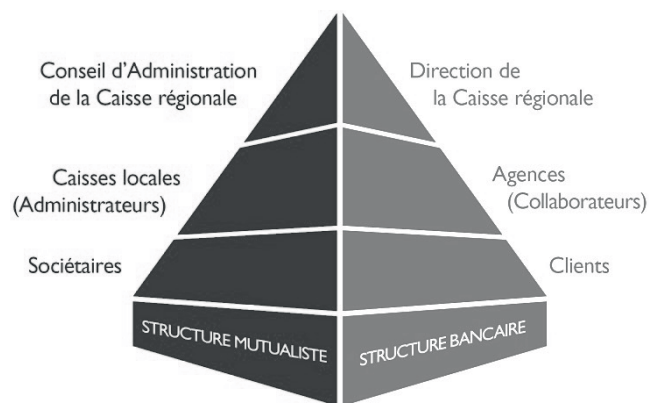 Conseil d'Administration
de la Caisse régionale
Direction de
la Caisse régionale
Caisses locales
(Administrateurs)
Agences
(Collaborateurs)
Sociétaires
Clients
STRUCTURE MUTUALISTE
STRUCTURE BANCAIRE